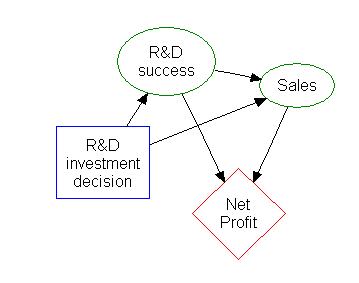 R&D
success
Sales
R&D
investment
decision
Net
Profit